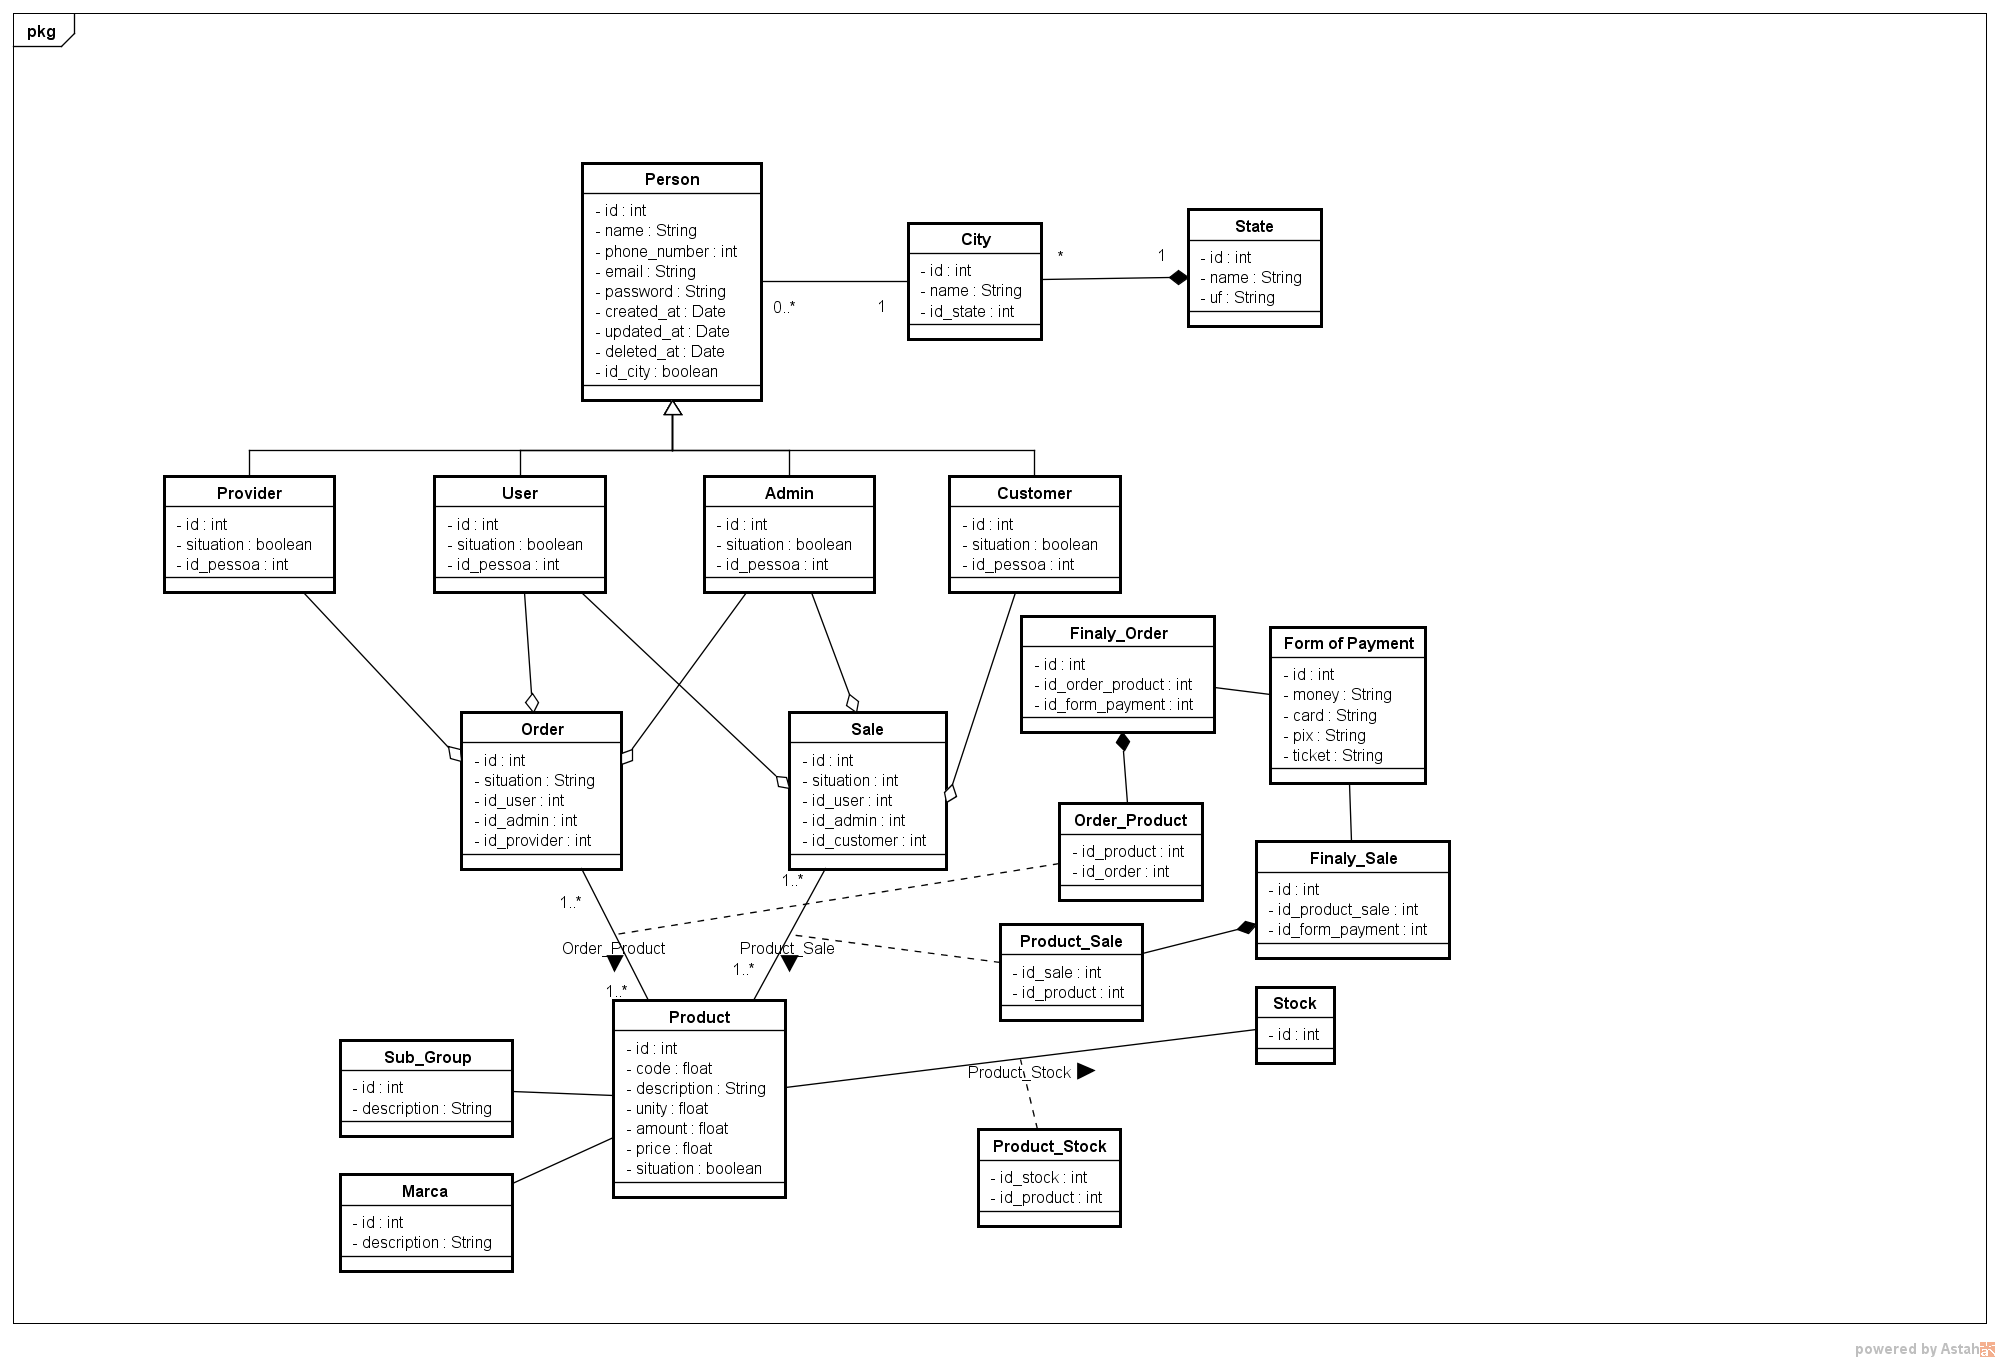 pkg
Person
- id : int
- name : String
- phone_number : int
- email : String
- password : String
- created_at : Date
- updated_at : Date
- deleted_at : Date
- id_city : boolean
0..*
1
City
- id : int
- name : String
- id_state : int
*
1
State
- id : int
- name : String
- uf : String
Provider
- id : int
- situation : boolean
- id_pessoa : int
User
- id : int
- situation : boolean
- id_pessoa : int
Admin
- id : int
- situation : boolean
- id_pessoa : int
Customer
- id : int
- situation : boolean
- id_pessoa : int
Finaly_Order
- id : int
- id_order_product : int
- id_form_payment : int
Form of Payment
- id : int
- money : String
- card : String
- pix : String
- ticket : String
Order
- id : int
- situation : String
- id_user : int
- id_admin : int
- id_provider : int
Sale
- id : int
- situation : int
- id_user : int
- id_admin : int
- id_customer : int
Order_Product
- id_product : int
- id_order : int
Finaly_Sale
- id : int
- id_product_sale : int
- id_form_payment : int
1..*
1..*
Order_Product
Product_Sale
1..*
1..*
Product_Sale
- id_sale : int
- id_product : int
Stock
- id : int
Product
- id : int
- code : float
- description : String
- unity : float
- amount : float
- price : float
- situation : boolean
Sub_Group
- id : int
- description : String
Product_Stock
Product_Stock
- id_stock : int
- id_product : int
Marca
- id : int
- description : String
powered by Astah